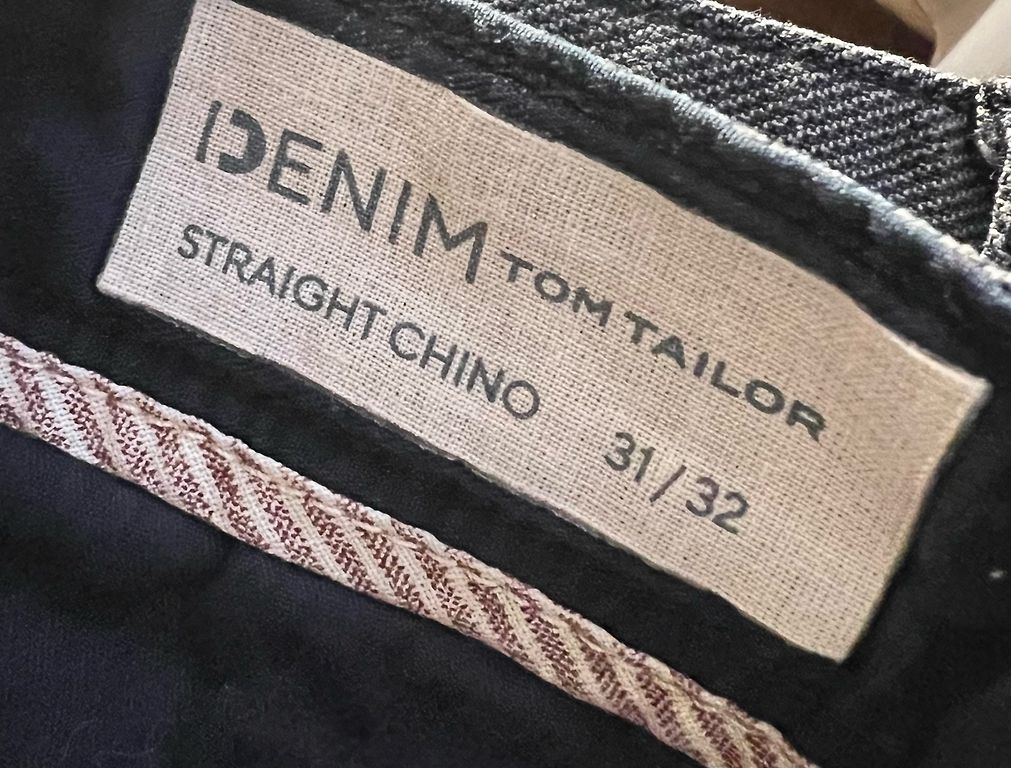 DENIM TOM TAILOR
STRAIGHT CHINO 31/32